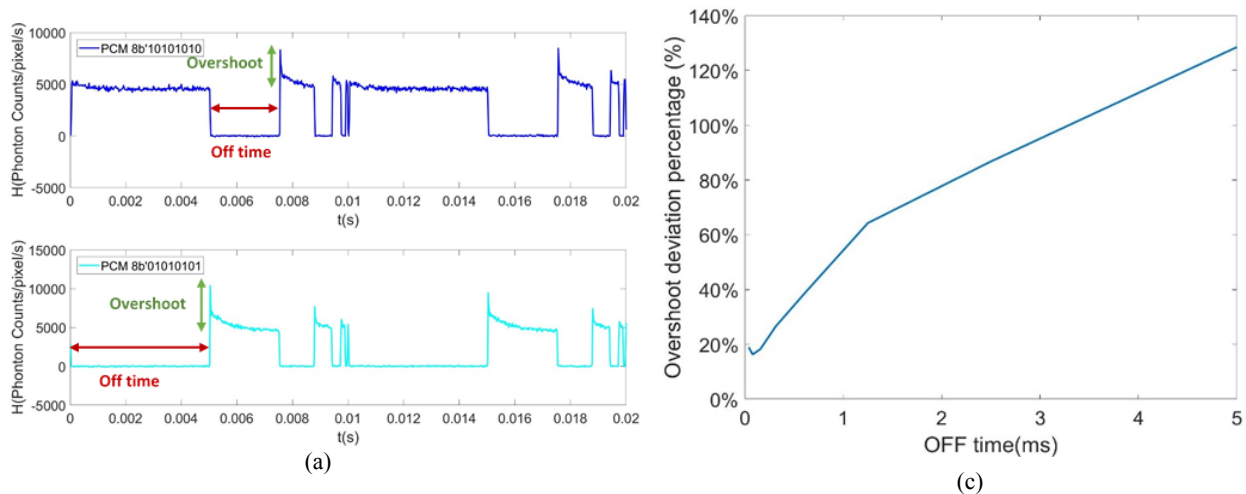 H(Phonton Counts/pixel/s)
10000
5000
0
-5000
PCM 8b'10101010
Overshoot
Off time
0 0.002 0.004 0.006 0.008 0.01 0.012 0.014 0.016 0.018 0.02
t(s)
H(Phonton Counts/pixel/s)
15000
10000
5000
0
-5000
PCM 8b'01010101
Overshoot
Off time
0 0.002 0.004 0.006 0.008 0.01 0.012 0.014 0.016 0.018 0.02
t(s)
(a)
Overshoot deviation percentage (%)
140%
120%
100%
80%
60%
40%
20%
0%
0 1 2 3 4 5
OFF time(ms)
(c)